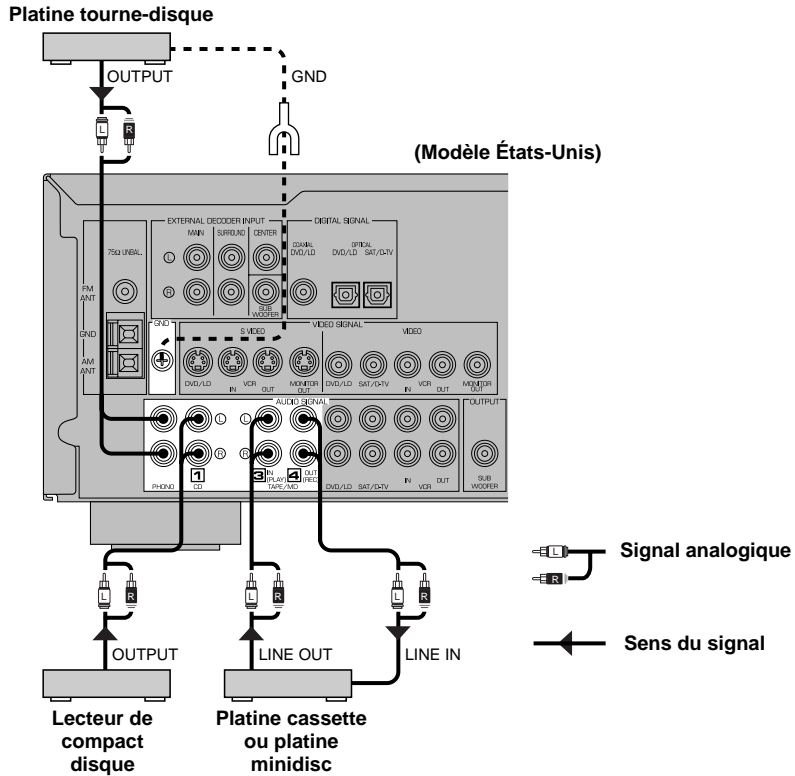 Platine tourne-disque
OUTPUT
GND
L R
(Modèle États-Unis)
EXTERNAL DECODER INPUT
DIGITAL SIGNAL
MAIN SURROUND CENTER
COAXIAL OPTICAL
75Ω UNBAL.
DVD/LD DVD/LD SAT/D-TV
L
FM
ANT
R
SUB
WOOFER
GND
VIDEO SIGNAL
S VIDEO VIDEO
GND
AM
ANT
DVD/LD IN VCR OUT MONITOR OUT DVD/LD SAT/D-TV IN VCR OUT MONITOR OUT
AUDIO SIGNAL
OUTPUT
L L
R R
1 3 IN (PLAY) 4 OUT (REC)
PHONO CD TAPE/MD DVD/LD SAT/D-TV IN VCR OUT SUB WOOFER
L Signal analogique
R
L R L R L R
Sens du signal
OUTPUT LINE OUT LINE IN
Lecteur de
compact
disque
Platine cassette
ou platine
minidisc